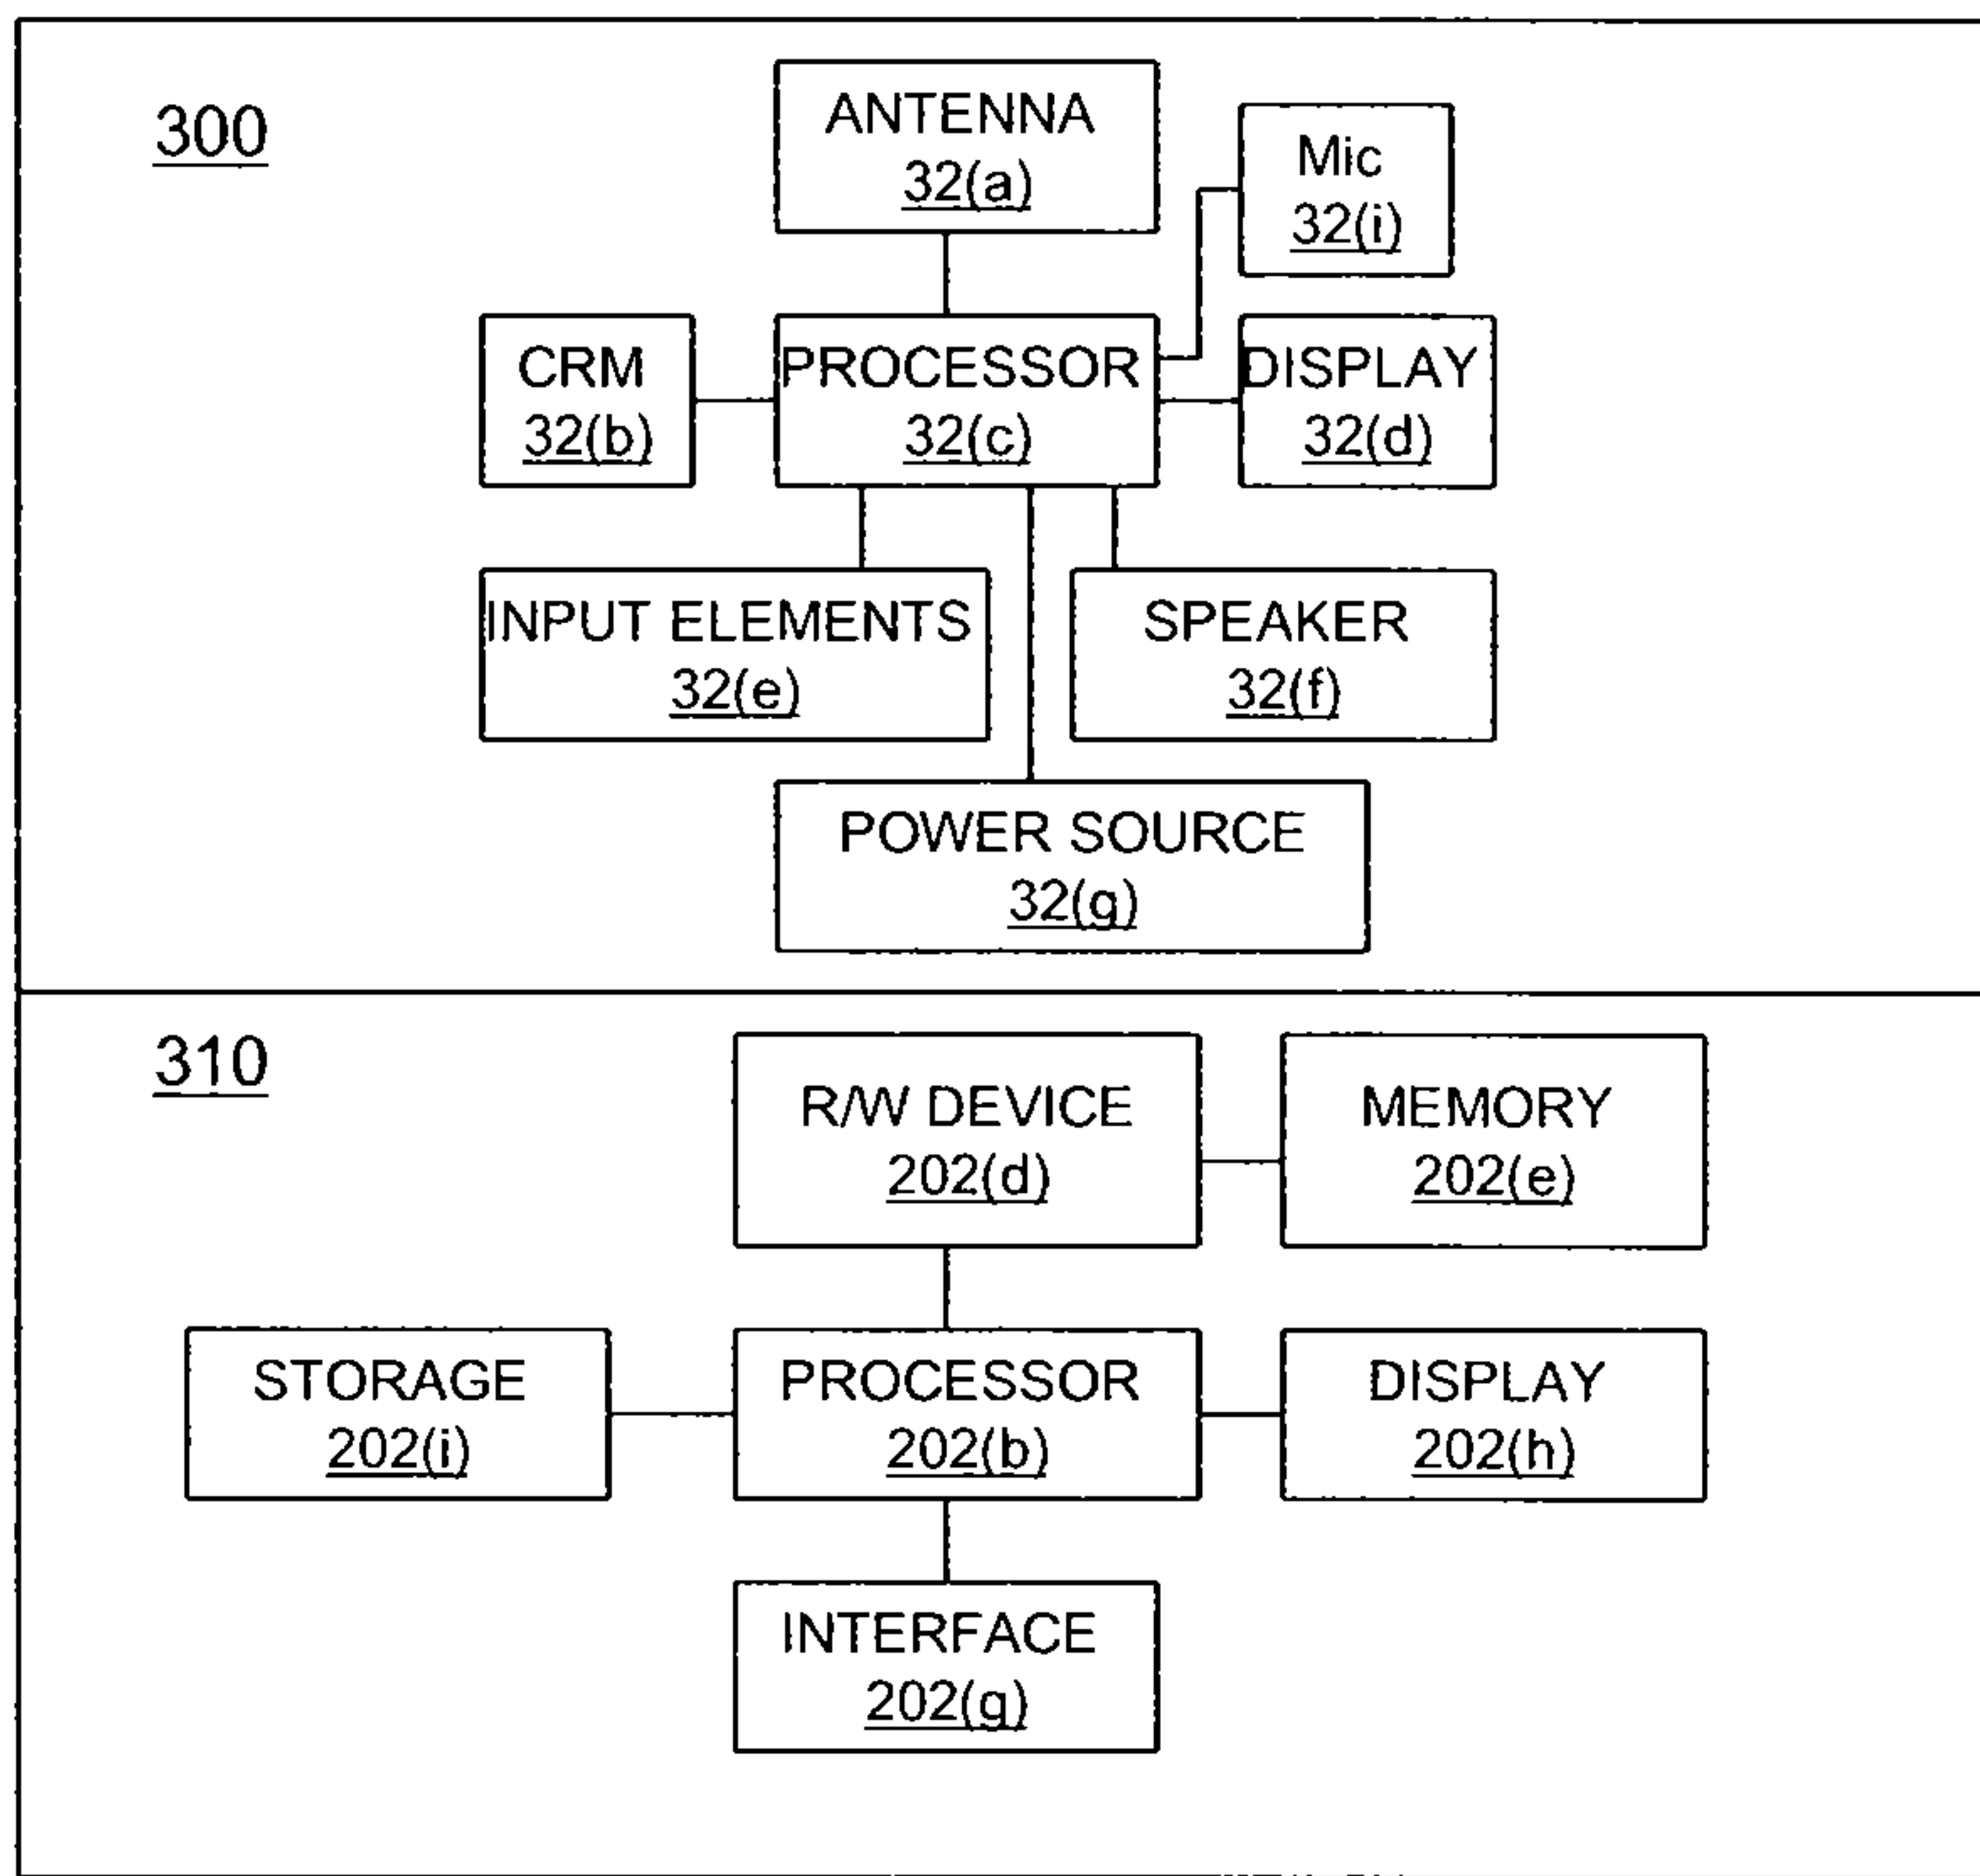 300
ANTENNA
32(a)
Mic
32(i)
CRM
32(b)
PROCESSOR
32(c)
DISPLAY
32(d)
INPUT ELEMENTS
32(e)
SPEAKER
32(f)
POWER SOURCE
32(g)
310
R/W DEVICE
202(d)
MEMORY
202(e)
STORAGE
202(i)
PROCESSOR
202(b)
DISPLAY
202(h)
INTERFACE
202(g)